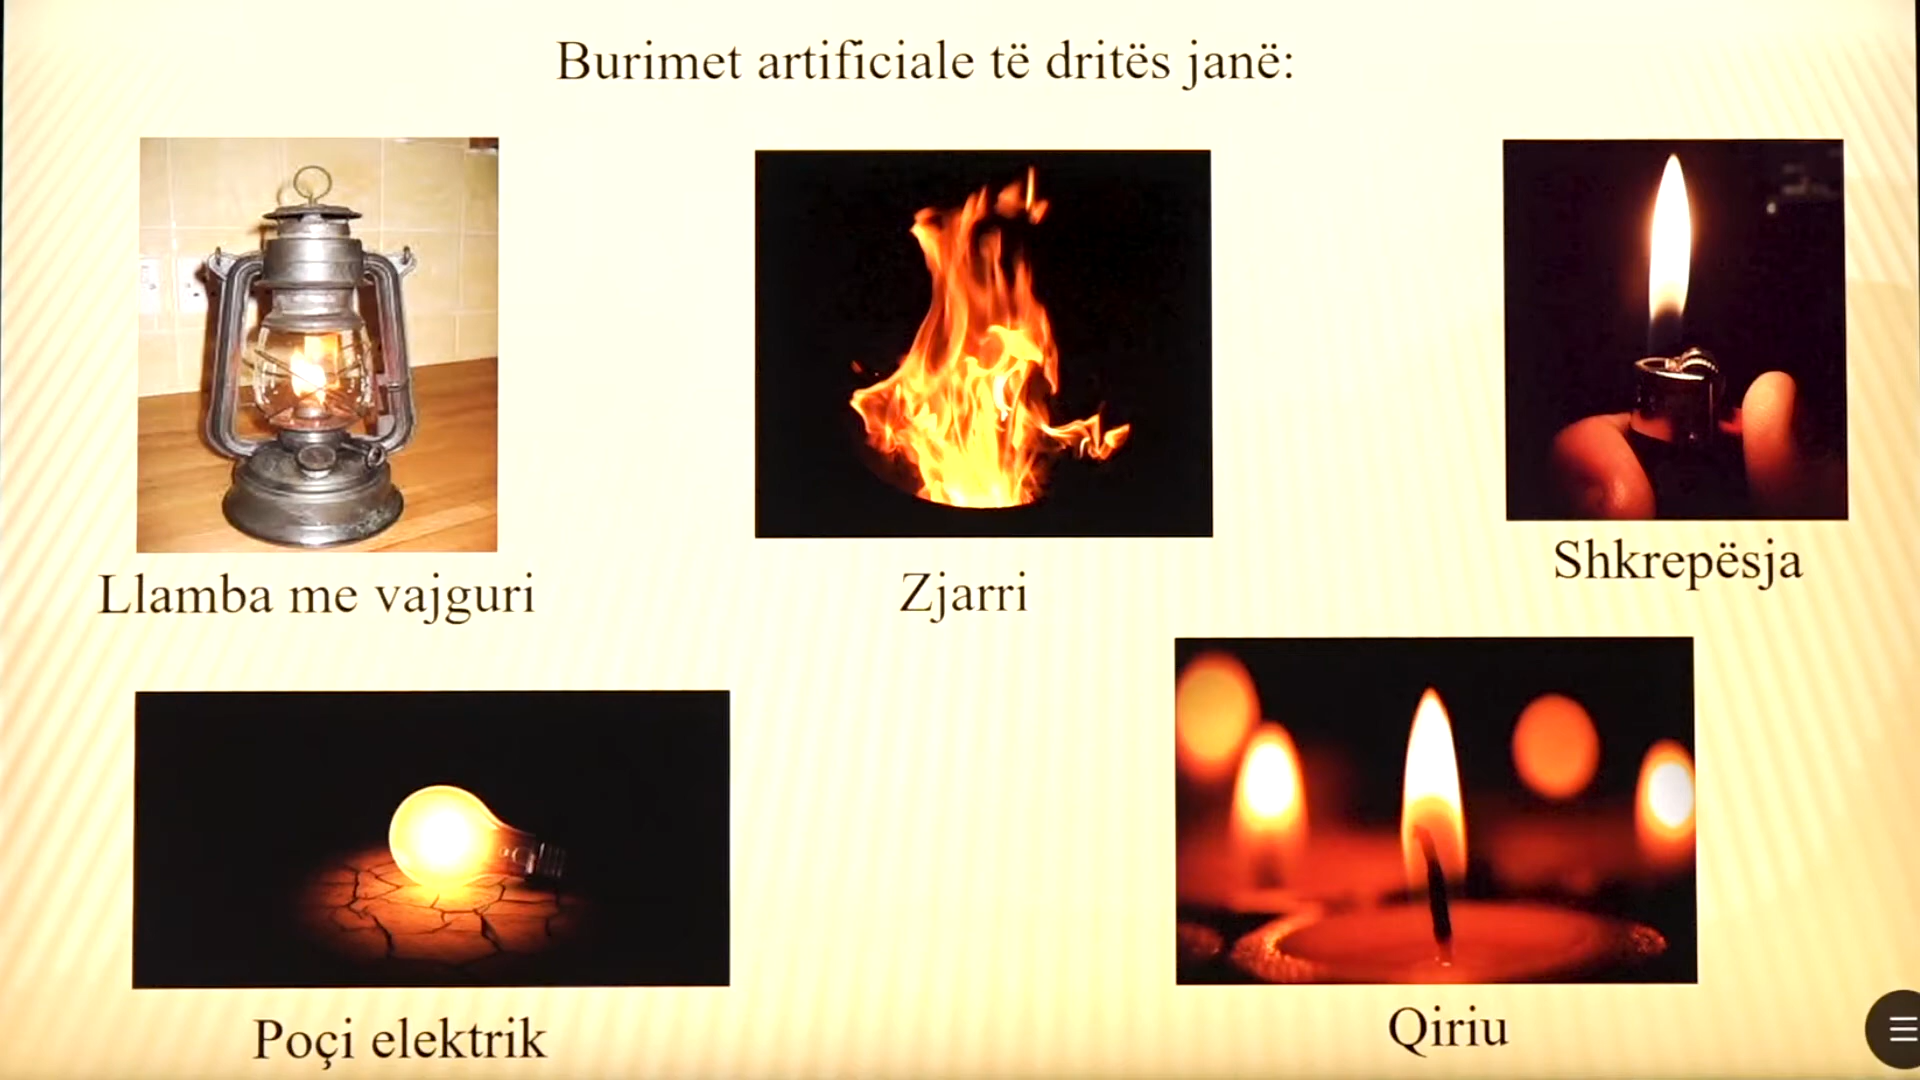 Burimet artificiale të dritës janë:
Llamba me vajguri
Zjarri
Shkrepësja
Poçi elektrik
Qiriu